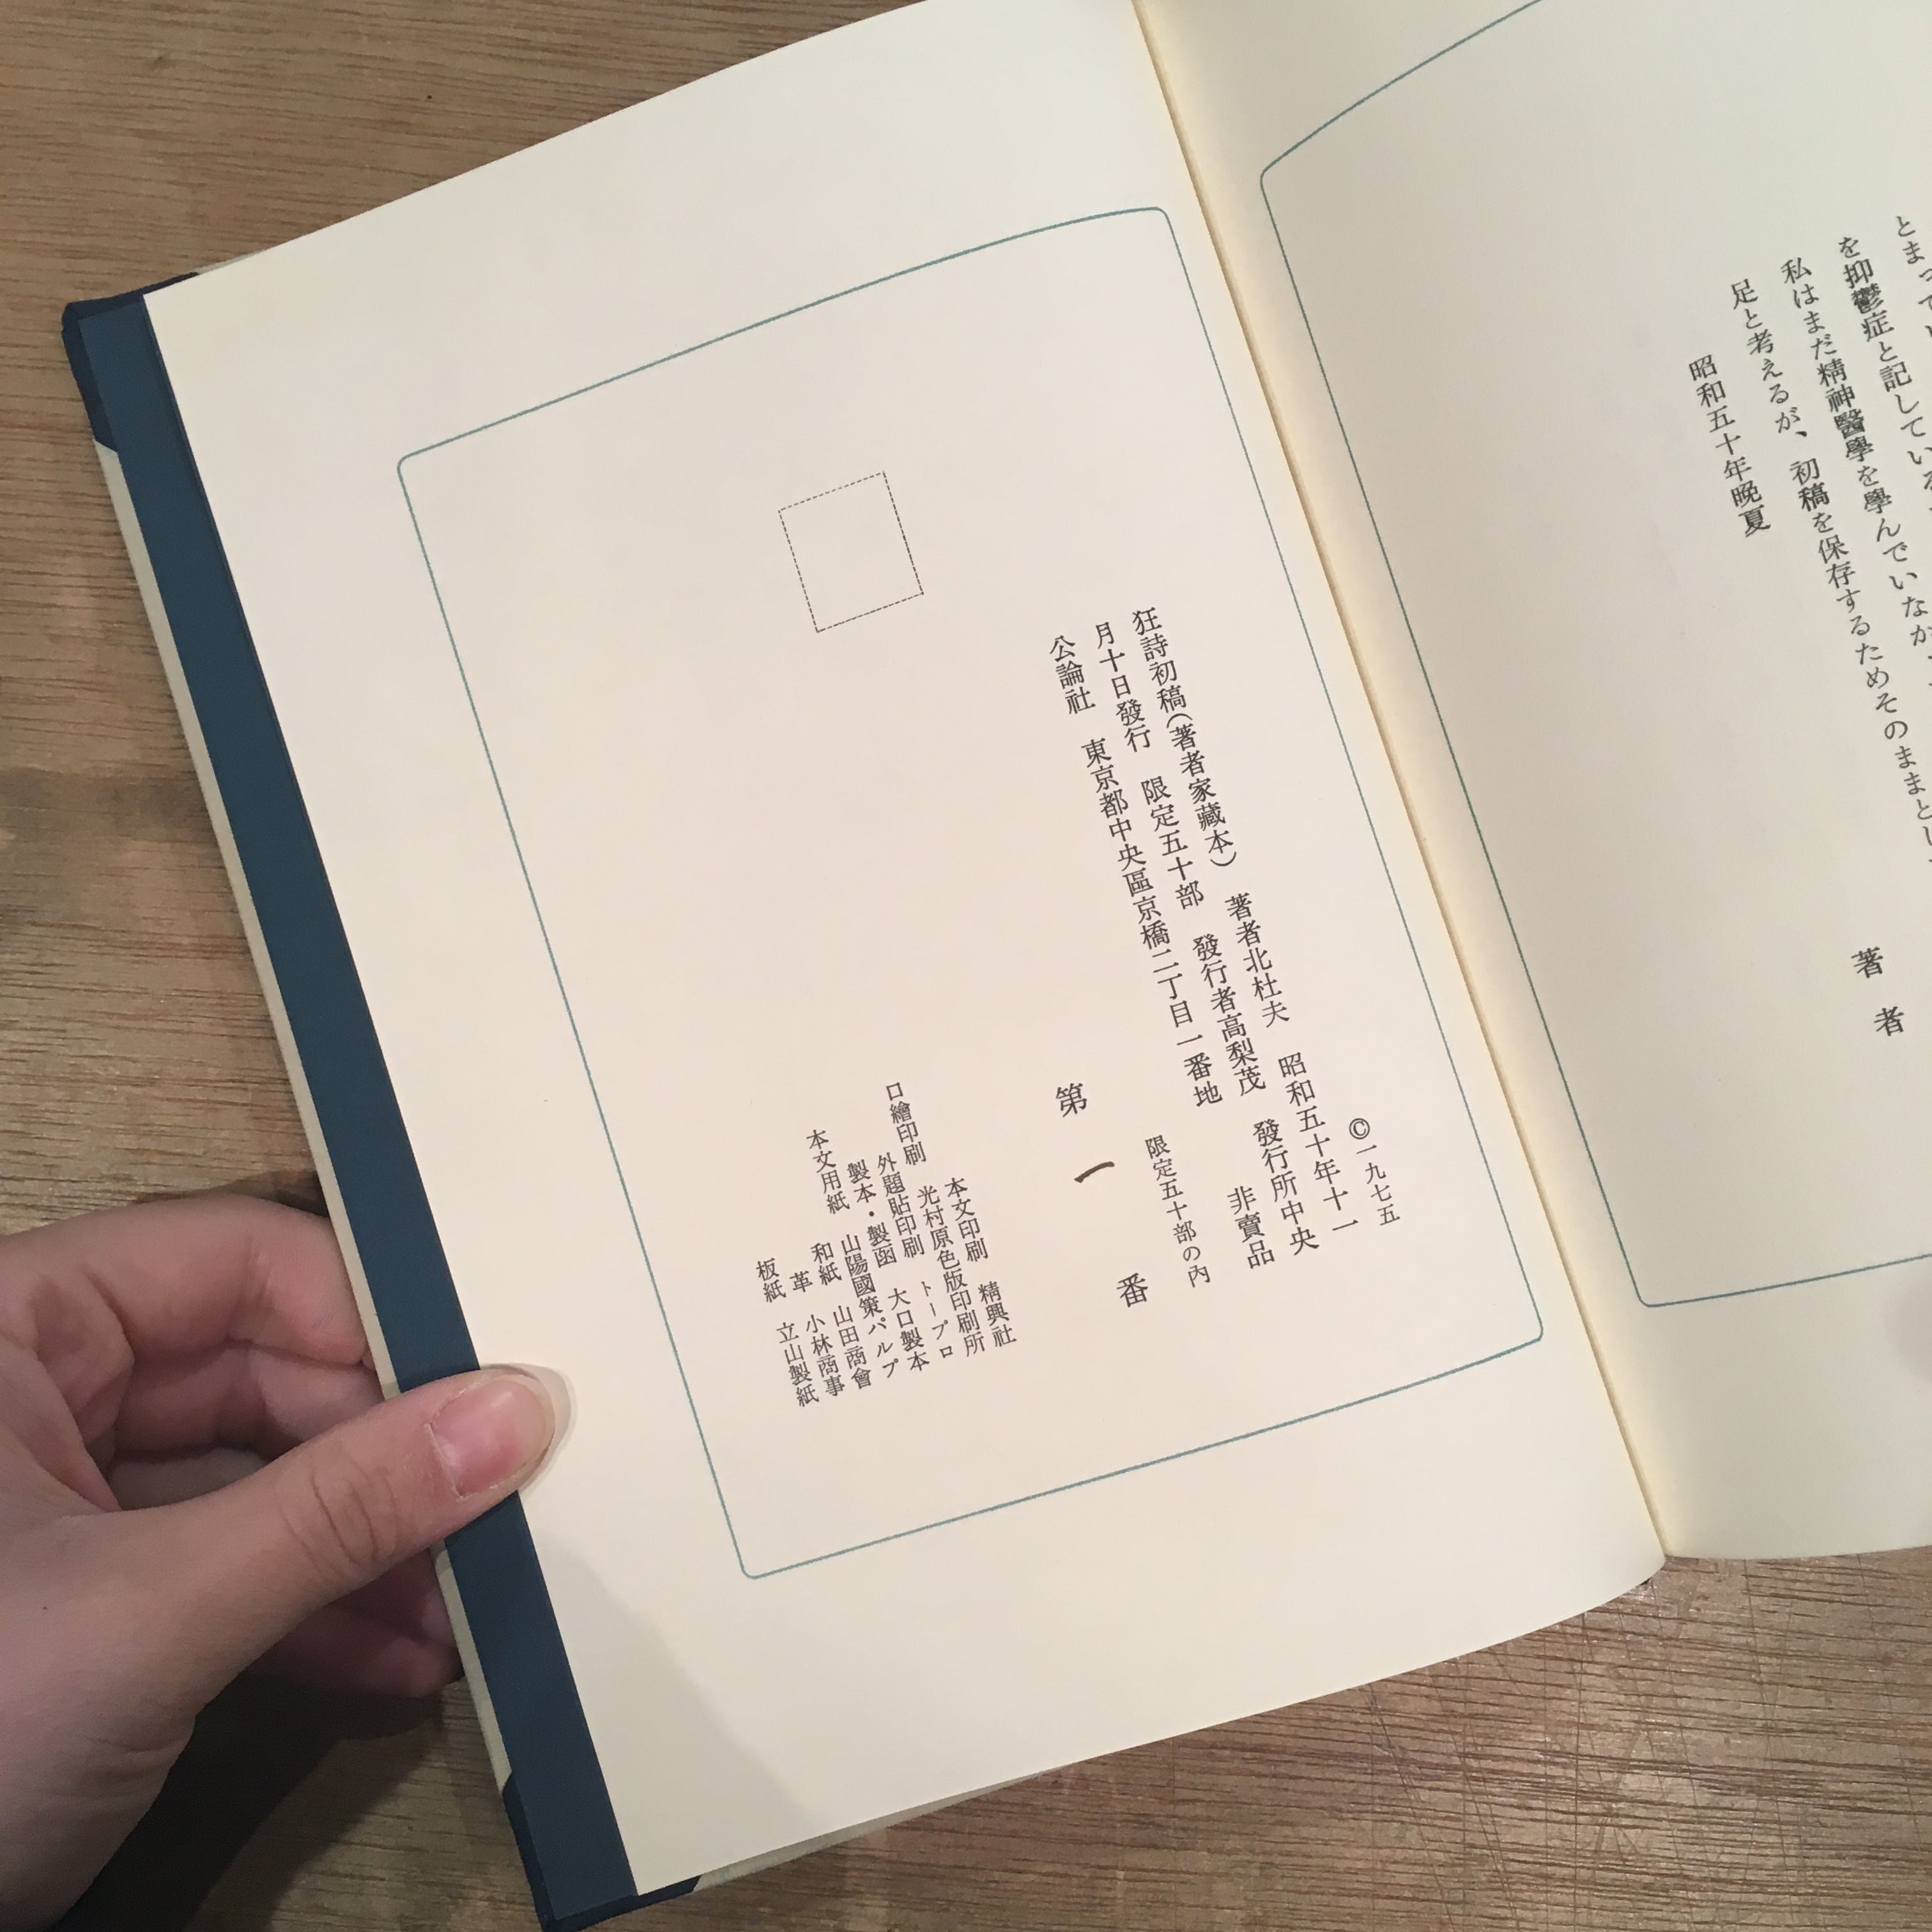 とまって
を抑鬱症と記している
私はまだ精神醫學を學んでいなか
足と考えるが、初稿を保存するためそのままとし
昭和五十年晩夏
著者
©一九七五
狂詩初稿(著者家藏本) 著者北杜夫 昭和五十年十一
月十日發行 限定五十部 發行者高梨茂 發行所中央
公論社 東京都中央區京橋二丁目一番地 非賣品
限定五十部の內
第一番
本文印刷 精興社
口繪印刷 光村原色版印刷所
外題貼印刷 トープロ
製本・製函 大口製本
本文用紙 山陽國策パルプ
和紙 山田商會
革 小林商事
板紙 立山製紙